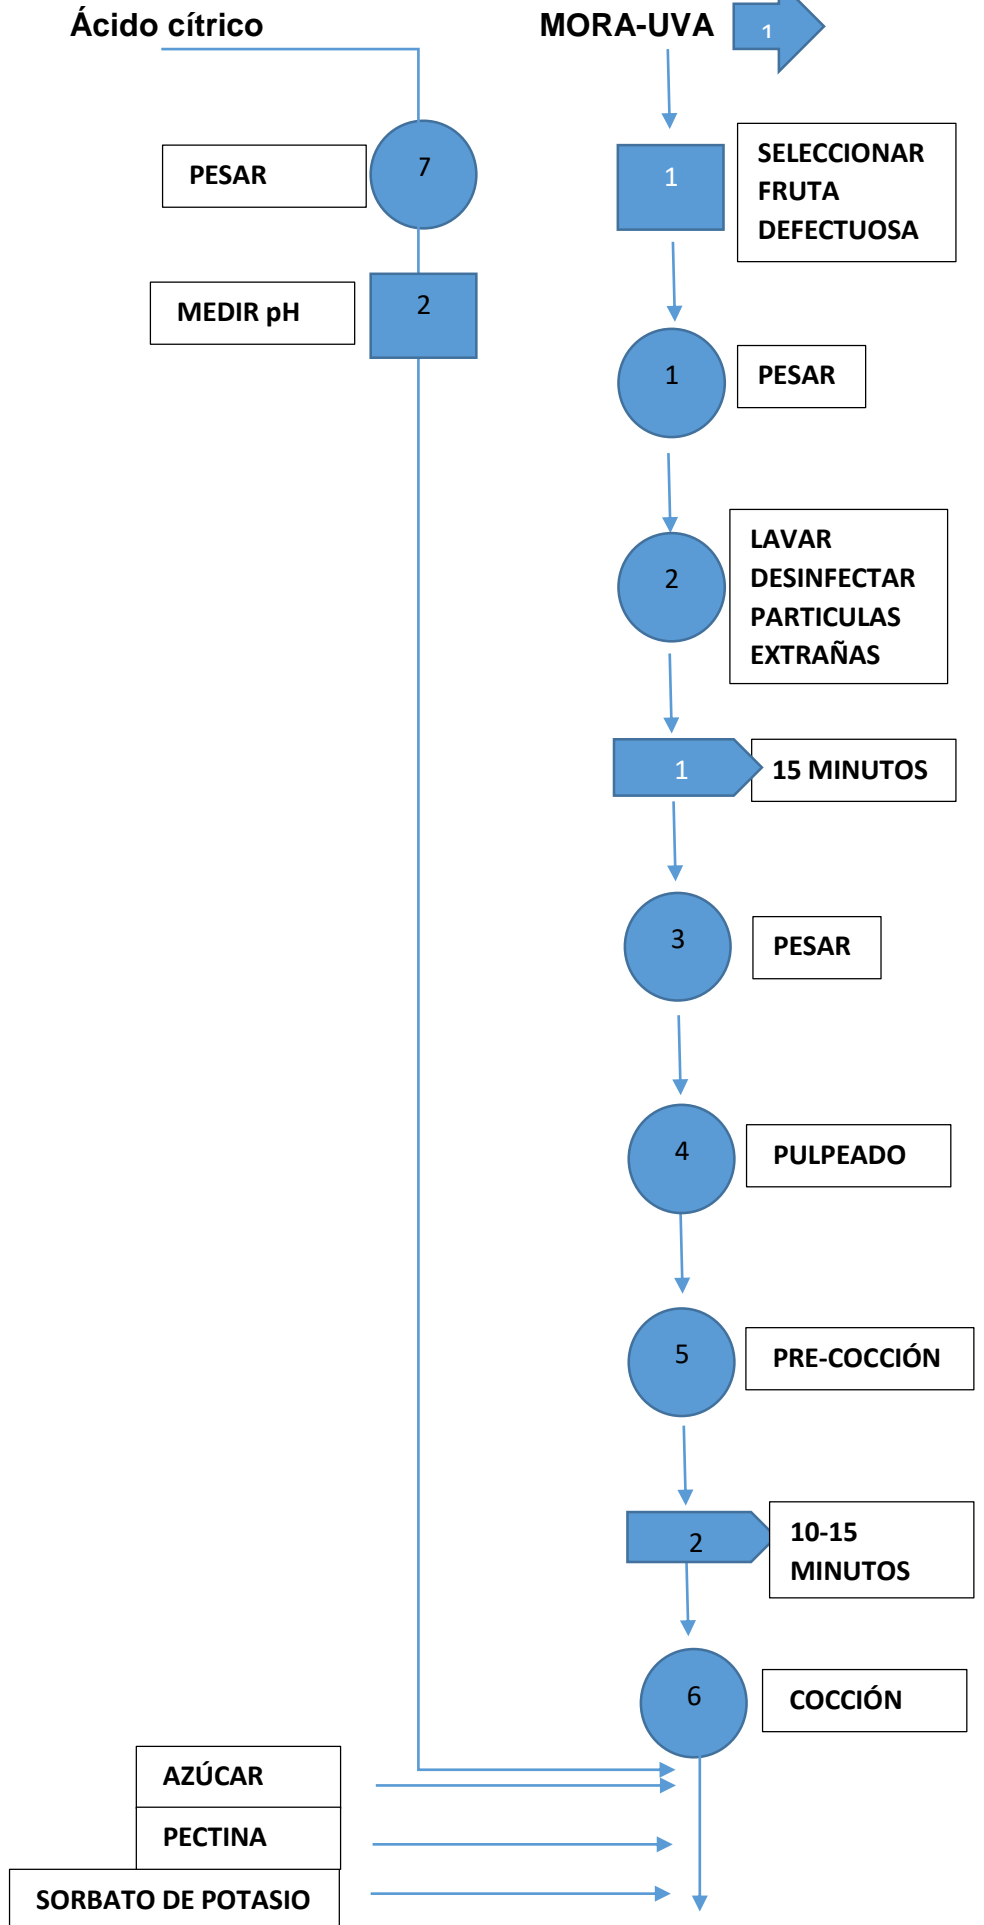 Ácido cítrico
MORA-UVA
1
PESAR
7
1
SELECCIONAR
FRUTA
DEFECTUOSA
MEDIR pH
2
1
PESAR
2
LAVAR
DESINFECTAR
PARTICULAS
EXTRAÑAS
1
15 MINUTOS
3
PESAR
4
PULPEADO
5
PRE-COCCIÓN
2
10-15
MINUTOS
6
COCCIÓN
AZÚCAR
PECTINA
SORBATO DE POTASIO